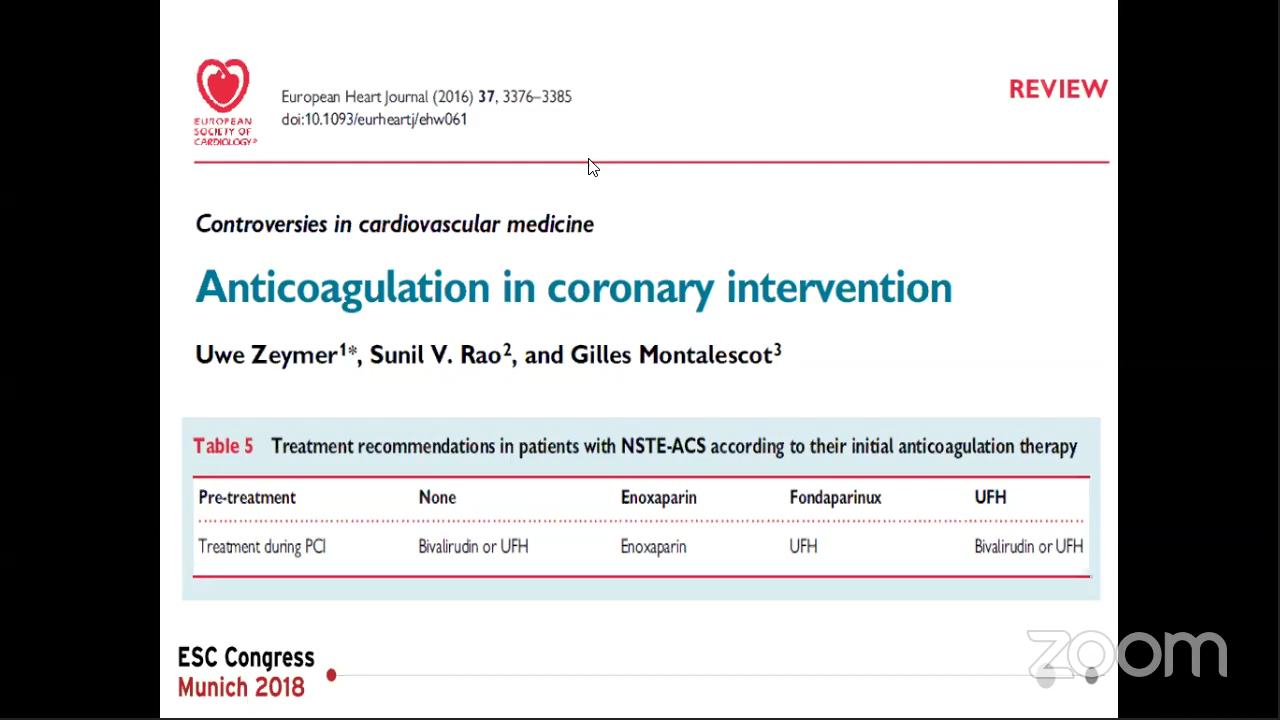 EUROPEAN
SOCIETY OF
CARDIOLOGY®
European Heart Journal (2016) 37, 3376–3385
doi:10.1093/eurheartj/ehw061
REVIEW
Controversies in cardiovascular medicine
Anticoagulation in coronary intervention
Uwe Zeymer1*, Sunil V. Rao2, and Gilles Montalescot3
Table 5 Treatment recommendations in patients with NSTE-ACS according to their initial anticoagulation therapy
Pre-treatment None Enoxaparin Fondaparinux UFH
Treatment during PCI Bivalirudin or UFH Enoxaparin UFH Bivalirudin or UFH
ESC Congress
Munich 2018
zoom